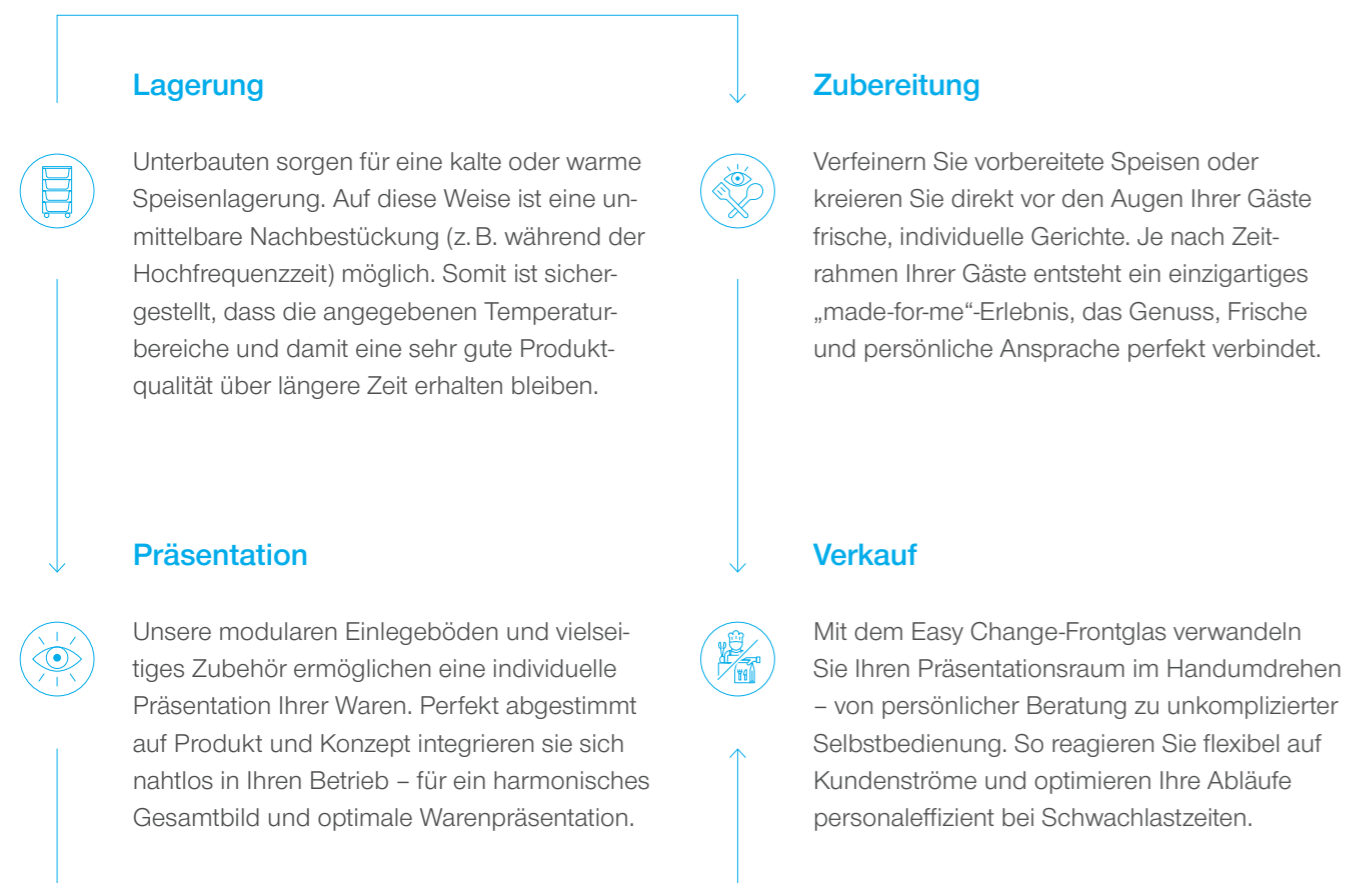 Lagerung
Unterbauten sorgen für eine kalte oder warme
Speisenlagerung. Auf diese Weise ist eine un-
mittelbare Nachbestückung (z. B. während der
Hochfrequenzzeit) möglich. Somit ist sicher-
gestellt, dass die angegebenen Temperatur-
bereiche und damit eine sehr gute Produkt-
qualität über längere Zeit erhalten bleiben.
Zubereitung
Verfeinern Sie vorbereitete Speisen oder
kreieren Sie direkt vor den Augen Ihrer Gäste
frische, individuelle Gerichte. Je nach Zeit-
rahmen Ihrer Gäste entsteht ein einzigartiges
„made-for-me“-Erlebnis, das Genuss, Frische
und persönliche Ansprache perfekt verbindet.
Präsentation
Unsere modularen Einlegeböden und vielsei-
tiges Zubehör ermöglichen eine individuelle
Präsentation Ihrer Waren. Perfekt abgestimmt
auf Produkt und Konzept integrieren sie sich
nahtlos in Ihren Betrieb – für ein harmonisches
Gesamtbild und optimale Warenpräsentation.
Verkauf
Mit dem Easy Change-Frontglas verwandeln
Sie Ihren Präsentationsraum im Handumdrehen
– von persönlicher Beratung zu unkomplizierter
Selbstbedienung. So reagieren Sie flexibel auf
Kundenströme und optimieren Ihre Abläufe
personaleffizient bei Schwachlastzeiten.